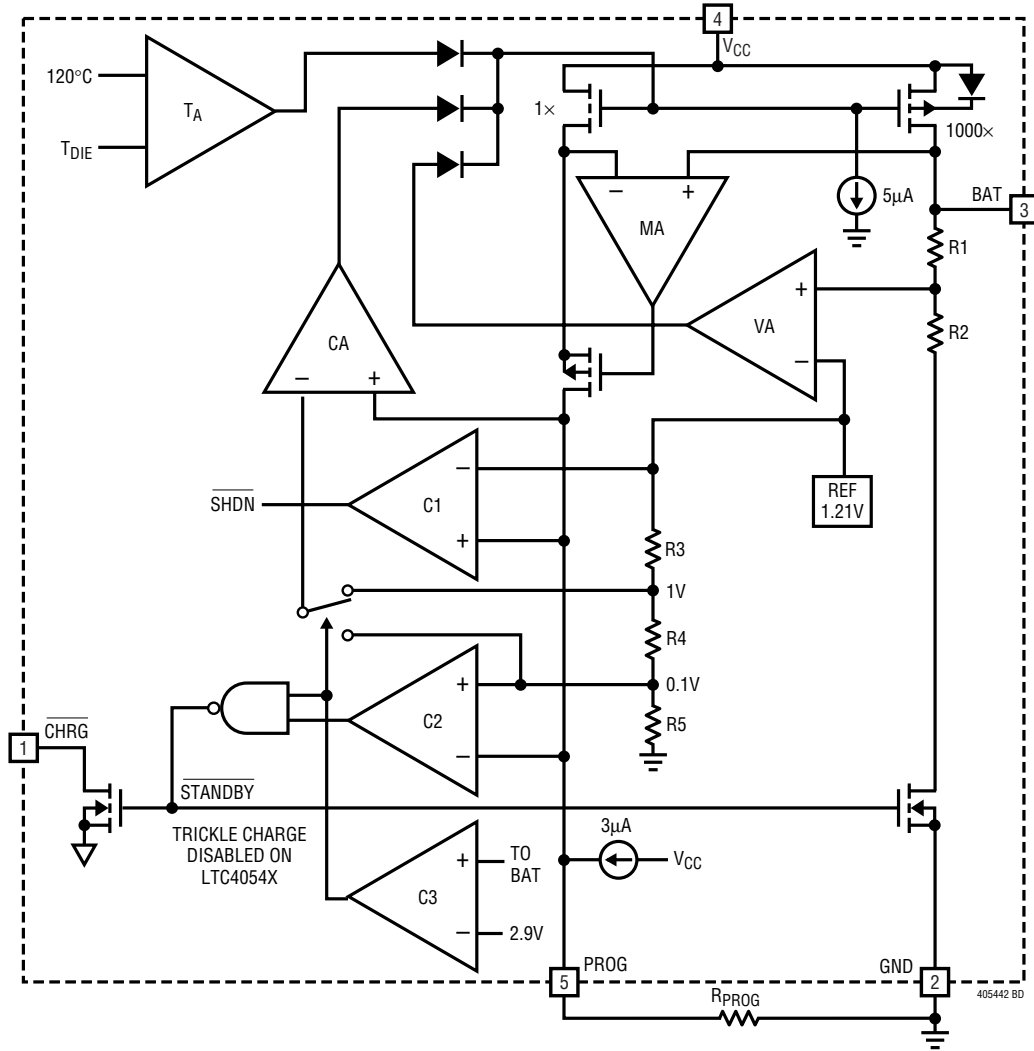 4
VCC
120°C
TA
TDIE
1×
1000×
− +
MA
5µA
BAT
3
R1
+
VA
−
R2
CA
− +
REF
1.21V
SHDN
−
C1
+
R3
1V
R4
+
C2
−
0.1V
R5
CHRG
1
STANDBY
TRICKLE CHARGE
DISABLED ON
LTC4054X
3µA
VCC
+
C3
−
TO
BAT
2.9V
PROG
5
GND
2
RPROG
405442 BD